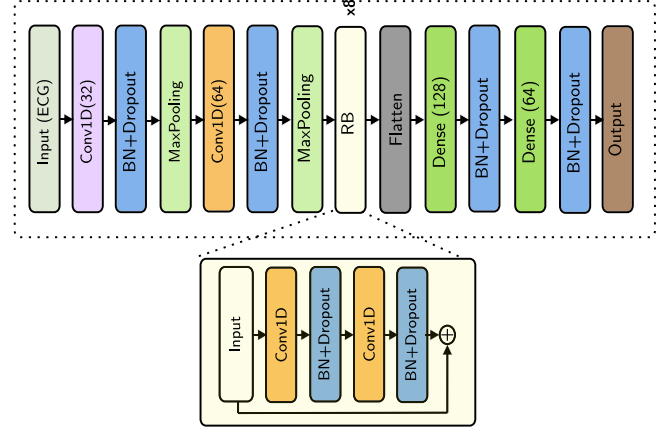 x8
Input (ECG)
Conv1D(32)
BN+Dropout
MaxPooling
Conv1D(64)
BN+Dropout
MaxPooling
RB
Flatten
Dense (128)
BN+Dropout
Dense (64)
BN+Dropout
Output
Input
Conv1D
BN+Dropout
Conv1D
BN+Dropout